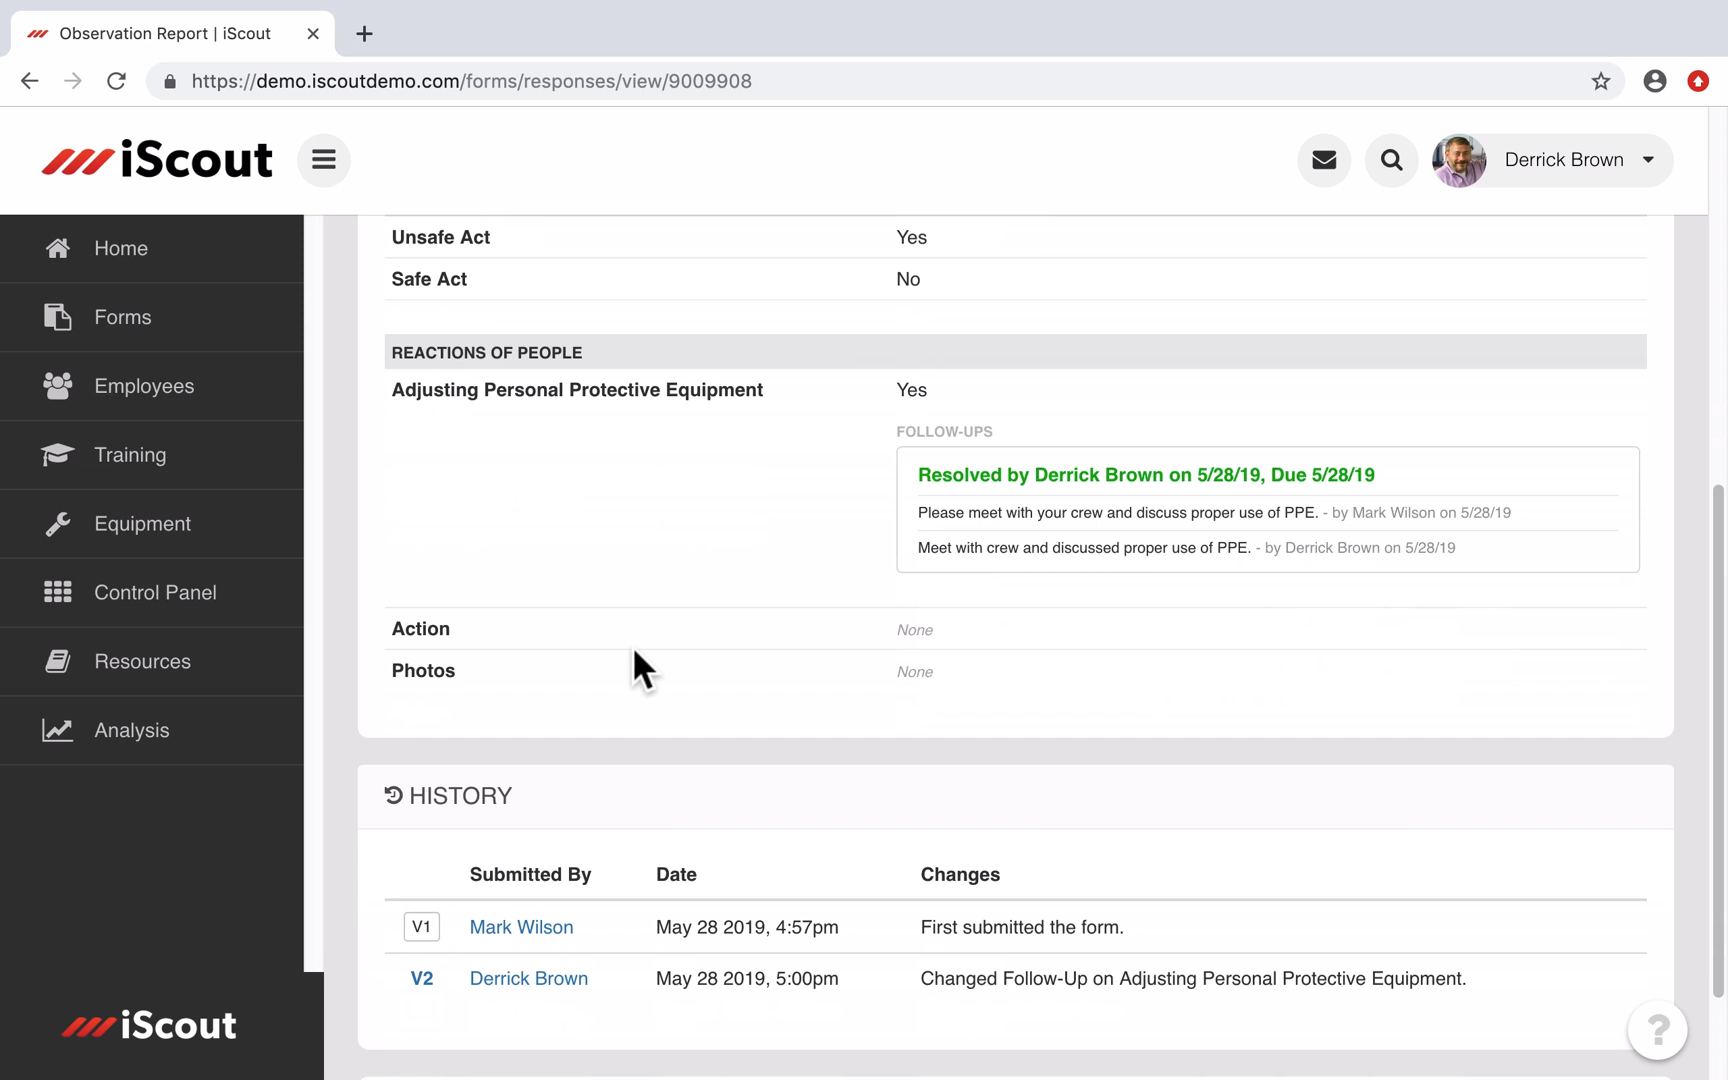 Observation Report | iScout
https://demo.iscoutdemo.com/forms/responses/view/9009908
iScout
Derrick Brown
Home
Forms
Employees
Training
Equipment
Control Panel
Resources
Analysis
iScout
Unsafe Act Yes
Safe Act No
REACTIONS OF PEOPLE
Adjusting Personal Protective Equipment Yes
FOLLOW-UPS
Resolved by Derrick Brown on 5/28/19, Due 5/28/19
Please meet with your crew and discuss proper use of PPE. - by Mark Wilson on 5/28/19
Meet with crew and discussed proper use of PPE. - by Derrick Brown on 5/28/19
Action None
Photos None
HISTORY
Submitted By Date Changes
V1 Mark Wilson May 28 2019, 4:57pm First submitted the form.
V2 Derrick Brown May 28 2019, 5:00pm Changed Follow-Up on Adjusting Personal Protective Equipment.
?